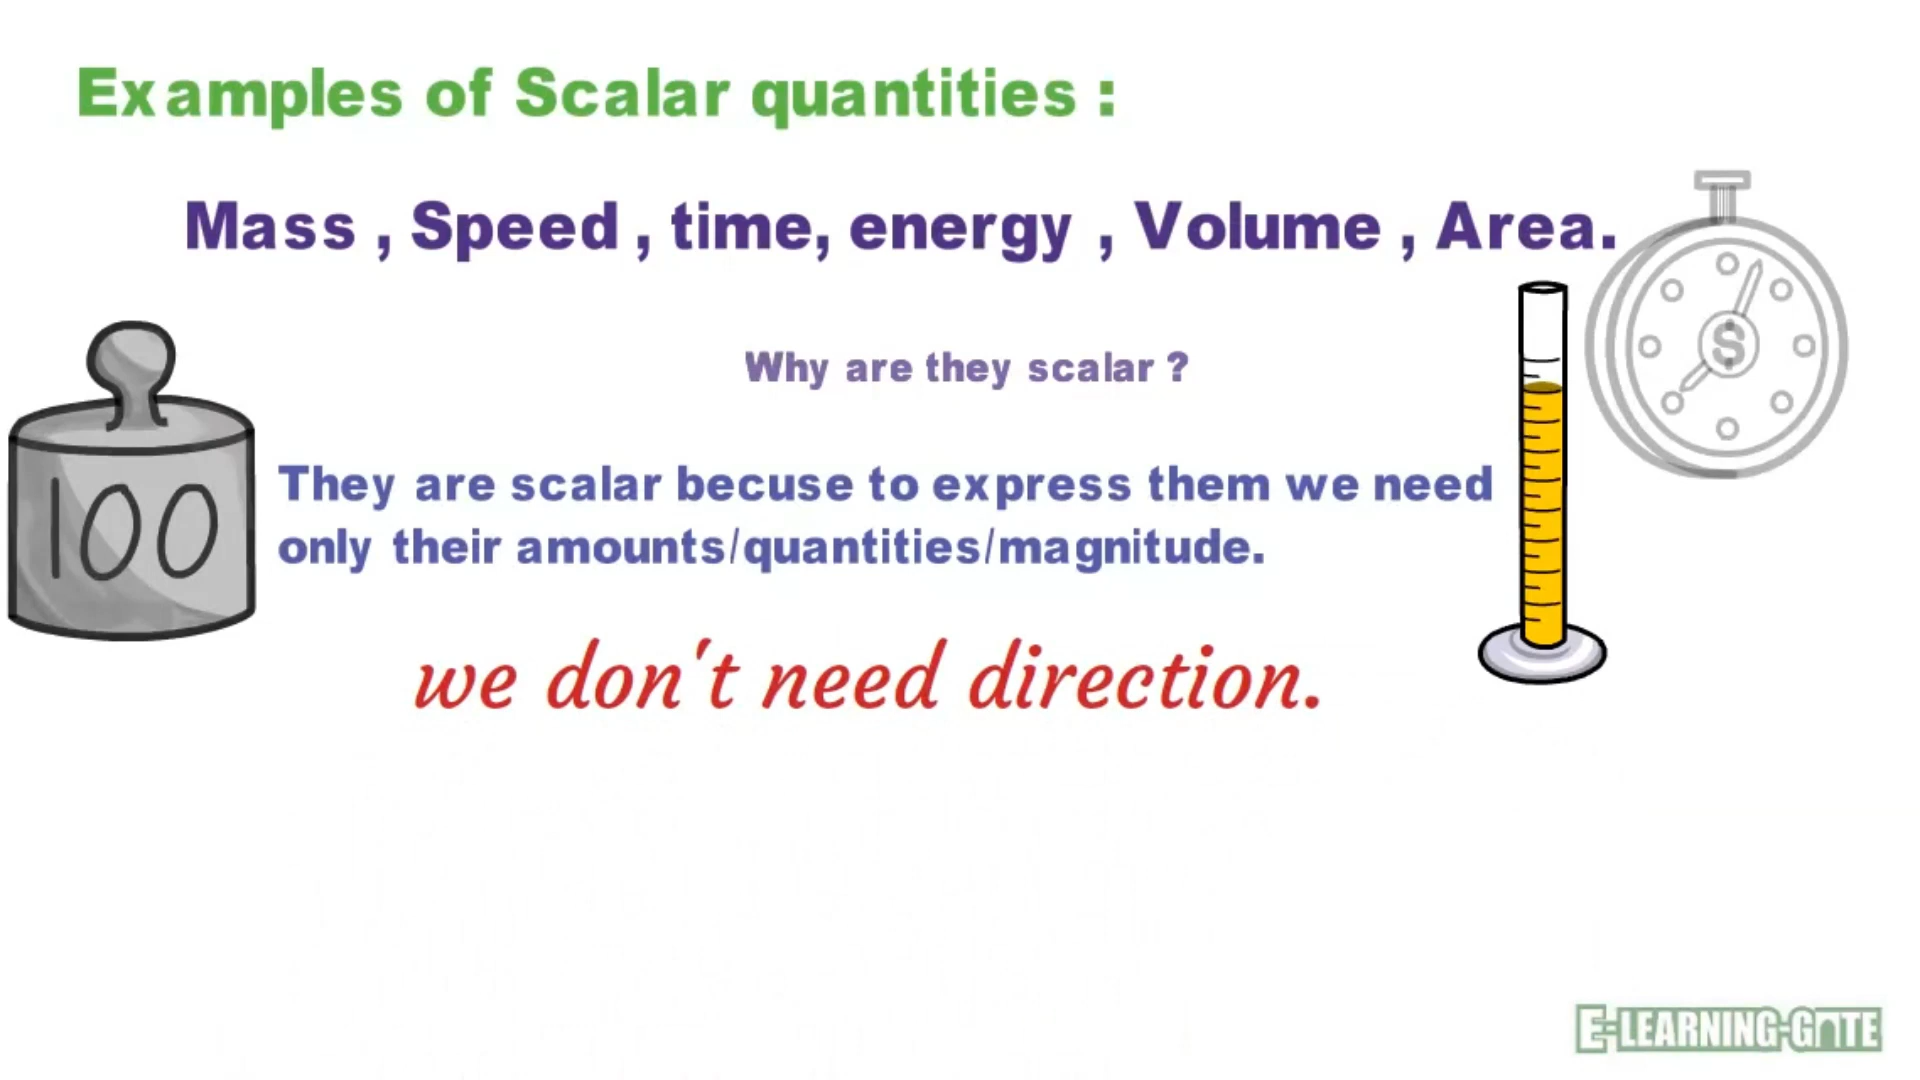 Examples of Scalar quantities :
Mass , Speed , time, energy , Volume , Area.
Why are they scalar ?
They are scalar becuse to express them we need
only their amounts/quantities/magnitude.
100
S
we don't need direction.
E-LEARNING-GATE